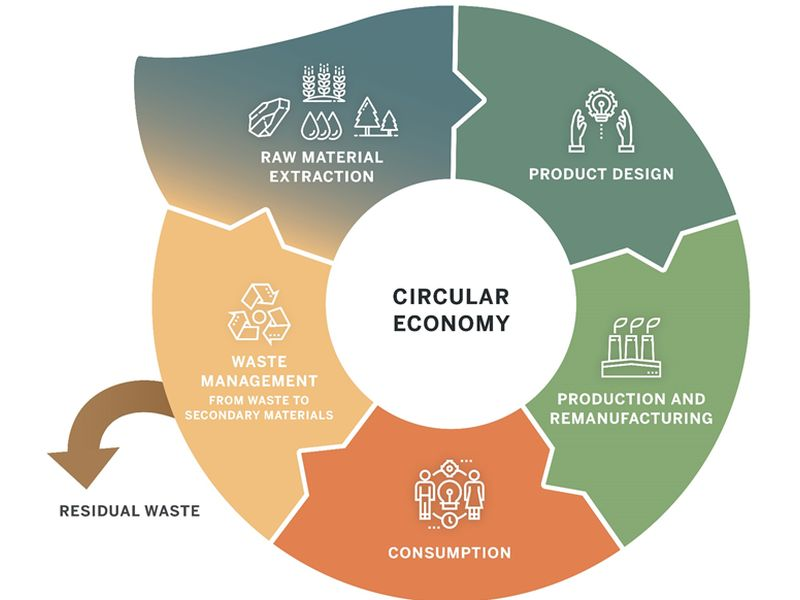 RAW MATERIAL
EXTRACTION
PRODUCT DESIGN
CIRCULAR
ECONOMY
WASTE
MANAGEMENT
FROM WASTE TO
SECONDARY MATERIALS
PRODUCTION AND
REMANUFACTURING
RESIDUAL WASTE
CONSUMPTION